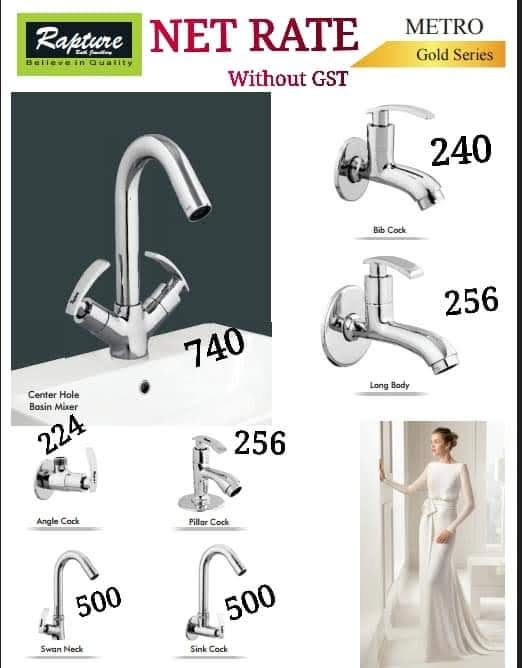 Rapture
Bath Jewellery
Believe in Quality
NET RATE
Without GST
METRO
Gold Series
240
Bib Cock
256
Long Body
740
Center Hole
Basin Mixer
224
Angle Cock
256
Pillar Cock
500
Swan Neck
500
Sink Cock